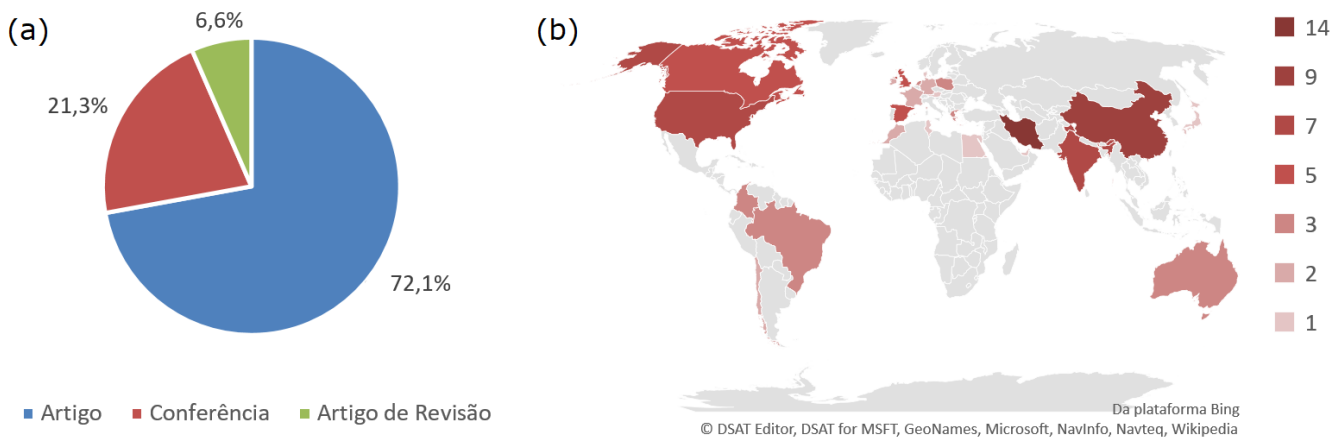 (a)
6,6%
21,3%
72,1%
Artigo Conferência Artigo de Revisão
(b)
14
9
7
5
3
2
1
Da plataforma Bing
© DSAT Editor, DSAT for MSFT, GeoNames, Microsoft, NavInfo, Navteq, Wikipedia